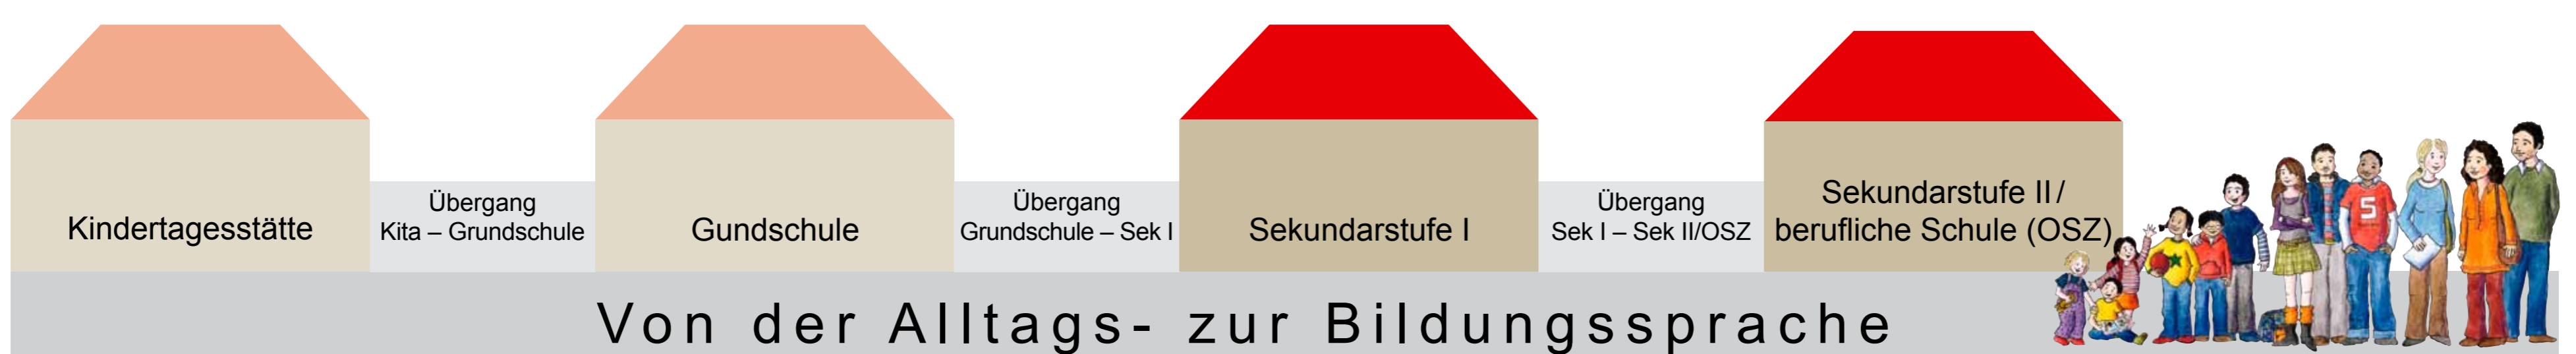 Kindertagesstätte
Übergang
Kita – Grundschule
Gundschule
Übergang
Grundschule – Sek I
Sekundarstufe I
Übergang
Sek I – Sek II/OSZ
Sekundarstufe II/
berufliche Schule (OSZ)
5
Von der Alltags- zur Bildungssprache